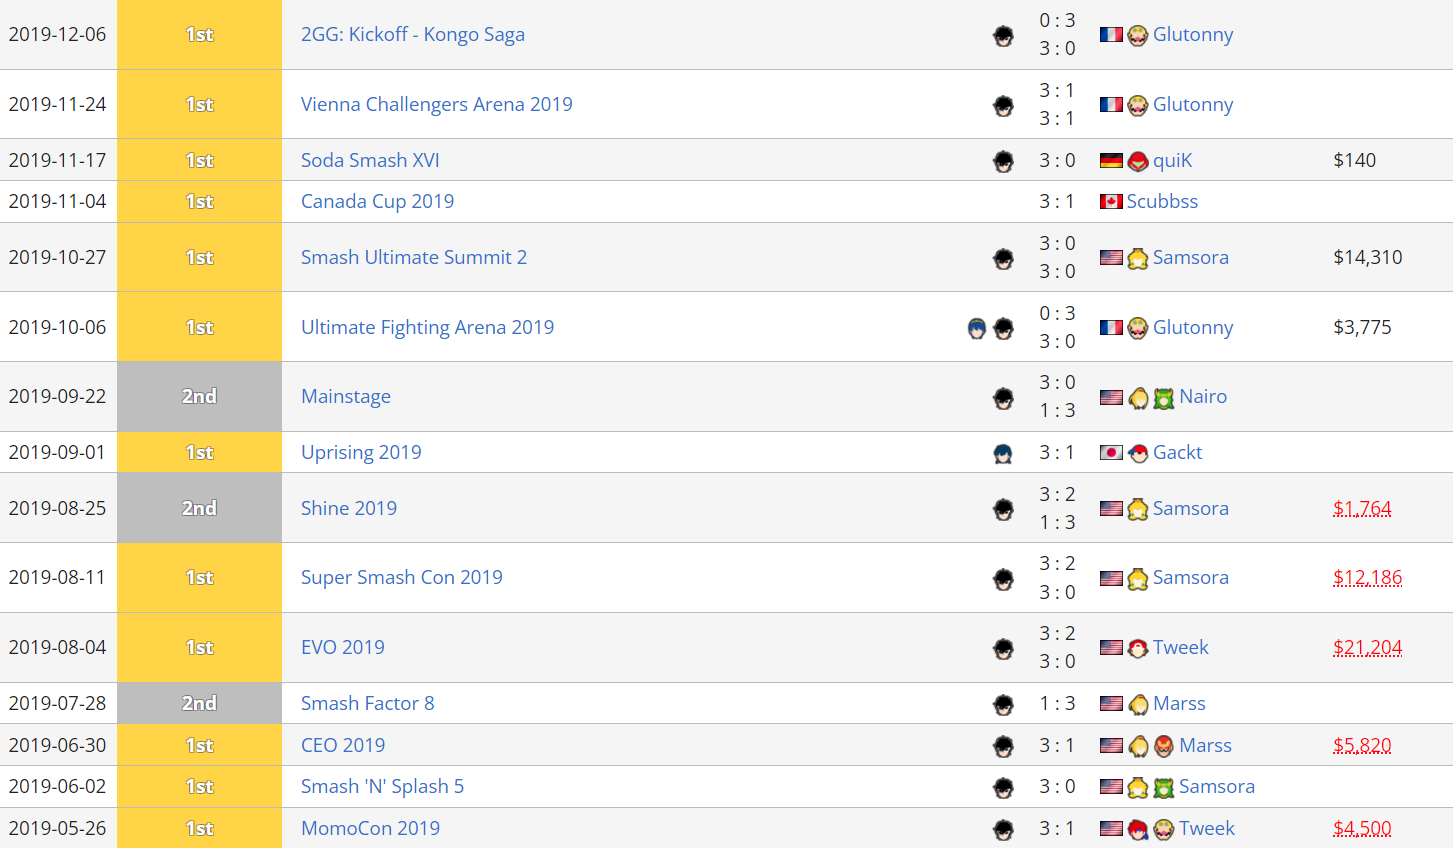 2019-12-06 1st 2GG: Kickoff - Kongo Saga 0 : 3 Glutonny
3 : 0
2019-11-24 1st Vienna Challengers Arena 2019 3 : 1 Glutonny
3 : 1
2019-11-17 1st Soda Smash XVI 3 : 0 quiK $140
2019-11-04 1st Canada Cup 2019 3 : 1 Scubbss
2019-10-27 1st Smash Ultimate Summit 2 3 : 0 Samsora $14,310
3 : 0
2019-10-06 1st Ultimate Fighting Arena 2019 0 : 3 Glutonny $3,775
3 : 0
2019-09-22 2nd Mainstage 3 : 0 Nairo
1 : 3
2019-09-01 1st Uprising 2019 3 : 1 Gackt
2019-08-25 2nd Shine 2019 3 : 2 Samsora $1,764
1 : 3
2019-08-11 1st Super Smash Con 2019 3 : 2 Samsora $12,186
3 : 0
2019-08-04 1st EVO 2019 3 : 2 Tweek $21,204
3 : 0
2019-07-28 2nd Smash Factor 8 1 : 3 Marss
2019-06-30 1st CEO 2019 3 : 1 Marss $5,820
2019-06-02 1st Smash 'N' Splash 5 3 : 0 Samsora
2019-05-26 1st MomoCon 2019 3 : 1 Tweek $4,500